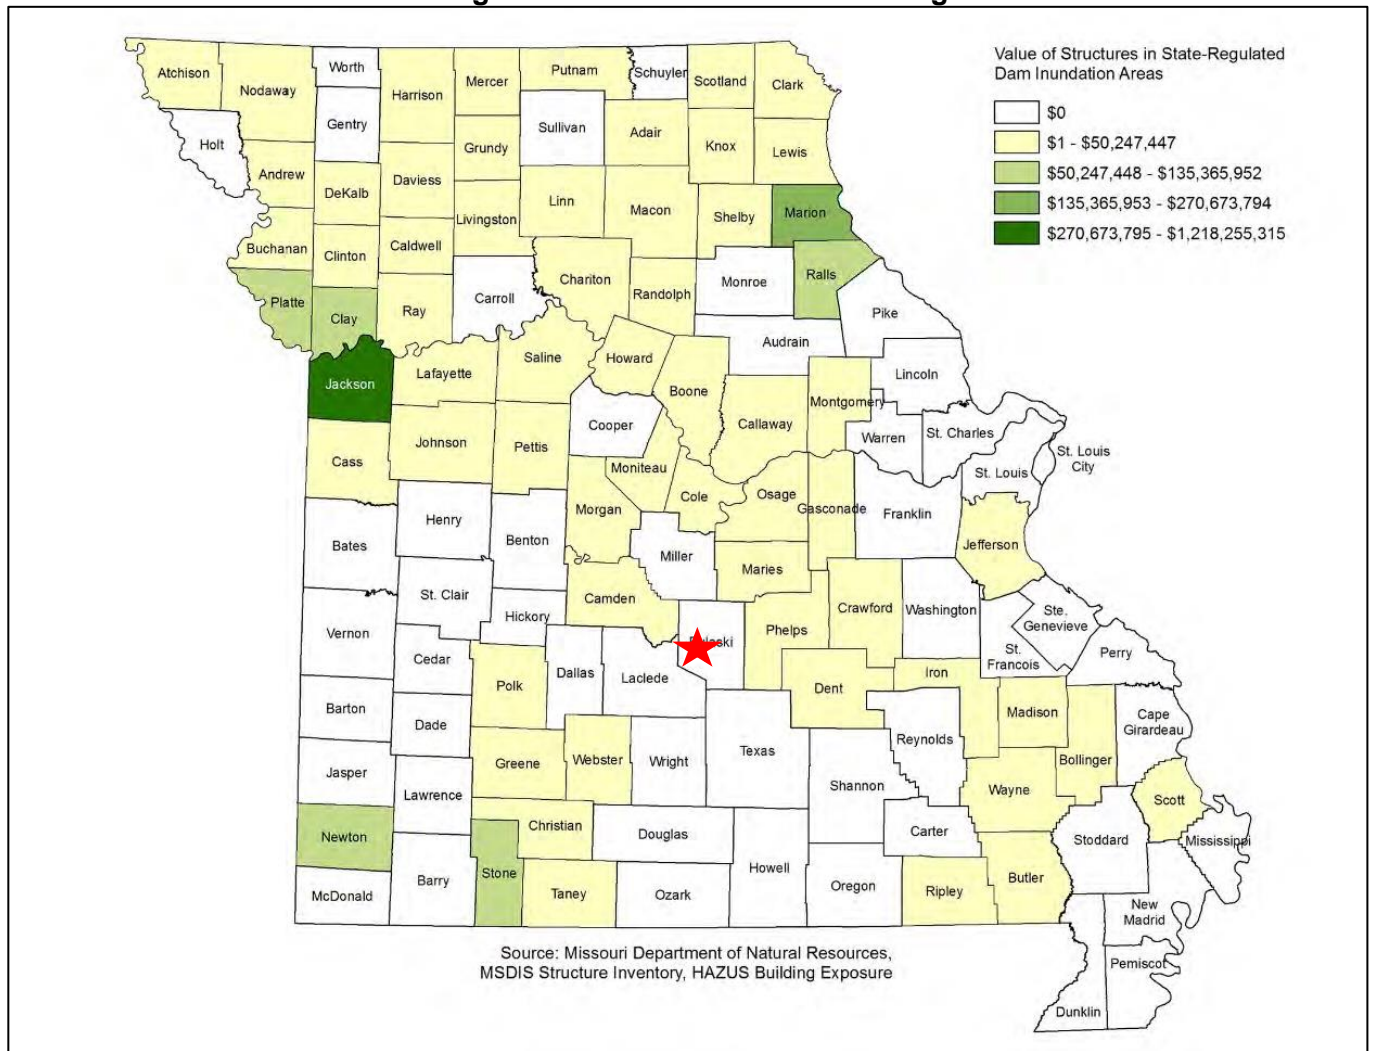 Value of Structures in State-Regulated
Dam Inundation Areas
$0
$1 - $50,247,447
$50,247,448 - $135,365,952
$135,365,953 - $270,673,794
$270,673,795 - $1,218,255,315
Atchison
Nodaway
Worth
Harrison
Mercer
Putnam
Schuyler
Scotland
Clark
Holt
Gentry
Sullivan
Adair
Knox
Lewis
Grundy
Andrew
DeKalb
Daviess
Livingston
Linn
Macon
Shelby
Marion
Buchanan
Clinton
Caldwell
Chariton
Randolph
Monroe
Ralls
Platte
Clay
Ray
Carroll
Pike
Audrain
Jackson
Lafayette
Saline
Howard
Boone
Lincoln
Callaway
Montgomery
Cooper
Warren
St. Charles
St. Louis
City
St. Louis
Cass
Johnson
Pettis
Moniteau
Cole
Osage
Gasconade
Franklin
Jefferson
Morgan
Henry
Benton
Bates
Miller
Maries
St. Clair
Camden
Crawford
Washington
Ste.
Genevieve
Hickory
Vernon
Phelps
St.
Francois
Perry
Cedar
Polk
Dallas
Laclede
Dent
Iron
Barton
Dade
Madison
Cape
Girardeau
Reynolds
Texas
Jasper
Greene
Webster
Wright
Bollinger
Shannon
Wayne
Lawrence
Scott
Newton
Christian
Douglas
Carter
Stoddard
Mississippi
McDonald
Barry
Stone
Taney
Ozark
Howell
Oregon
Ripley
Butler
New
Madrid
Pemiscot
Dunklin
Source: Missouri Department of Natural Resources,
MSDIS Structure Inventory, HAZUS Building Exposure